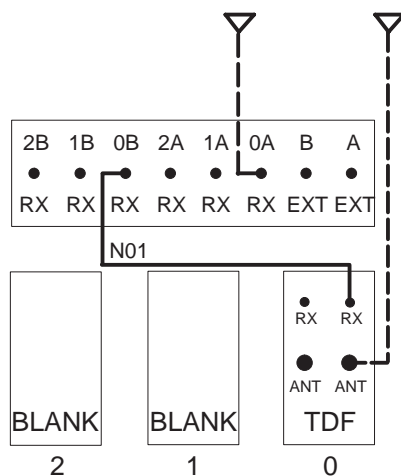 2B 1B 0B 2A 1A 0A B A
RX RX RX RX RX RX EXT EXT
N01
RX RX
ANT ANT
BLANK BLANK TDF
2 1 0